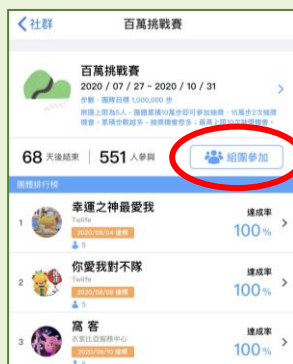 社群
百萬挑戰賽
百萬挑戰賽
2020 / 07 / 27 - 2020 / 10 / 31
步數,團隊目標 1,000,000 步
68 天後結束
551 人參與
組團參加
團體排行榜
1
幸運之神最愛我
Twlife
2020/08/04 達標
5
達成率
100%
2
你愛我對不隊
Twlife
2020/08/08 達標
5
達成率
100%
3
窩 客
2020/08/10 達標
達成率
100%